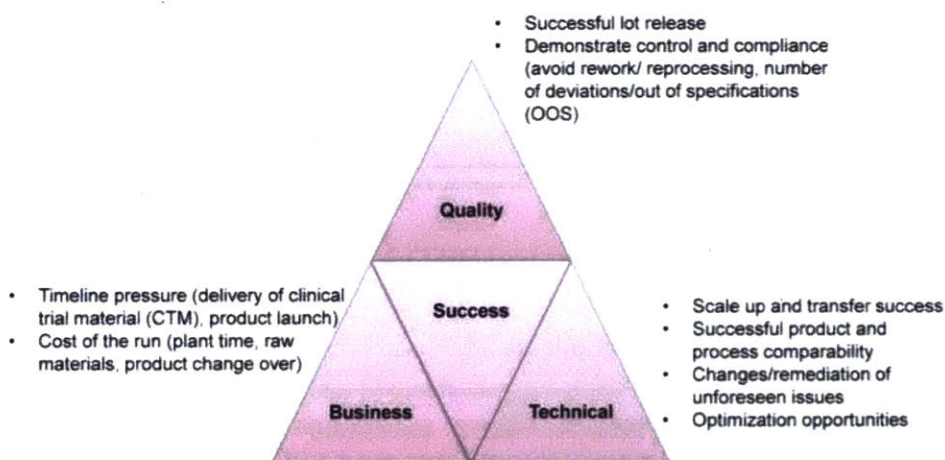 • Successful lot release
• Demonstrate control and compliance
(avoid rework/ reprocessing, number
of deviations/out of specifications
(OOS)
Quality
• Timeline pressure (delivery of clinical
trial material (CTM), product launch)
• Cost of the run (plant time, raw
materials, product change over)
Success
• Scale up and transfer success
• Successful product and
process comparability
• Changes/remediation of
unforeseen issues
• Optimization opportunities
Business
Technical